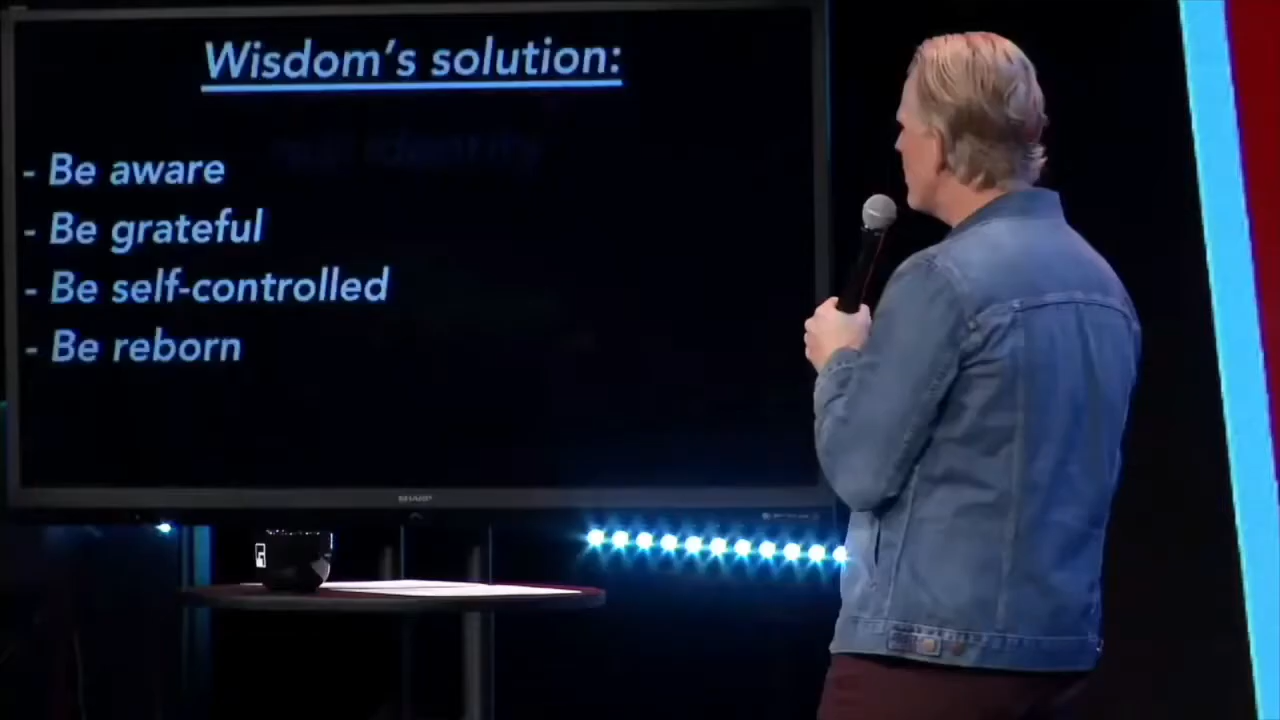 Wisdom's solution:
- Be aware
- Be grateful
- Be self-controlled
- Be reborn
SHARP